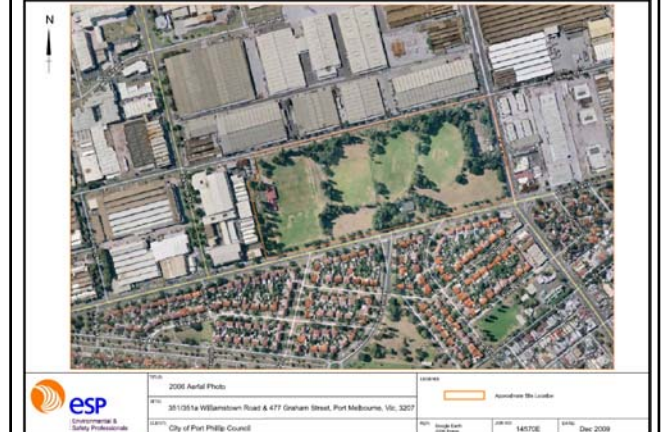 N
esp
Environmental &
Safety Professionals
2006 Aerial Photo
351/351a Williamstown Road & 477 Graham Street, Port Melbourne, Vic, 3207
City of Port Phillip Council
Approximate Site Location
Google Earth
14570E
Dec 2009